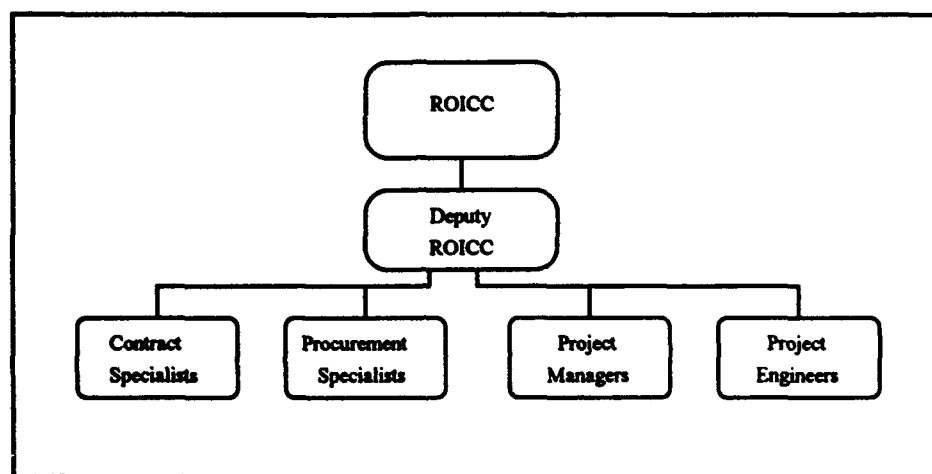 ROICC
Deputy
ROICC
Contract
Specialists
Procurement
Specialists
Project
Managers
Project
Engineers